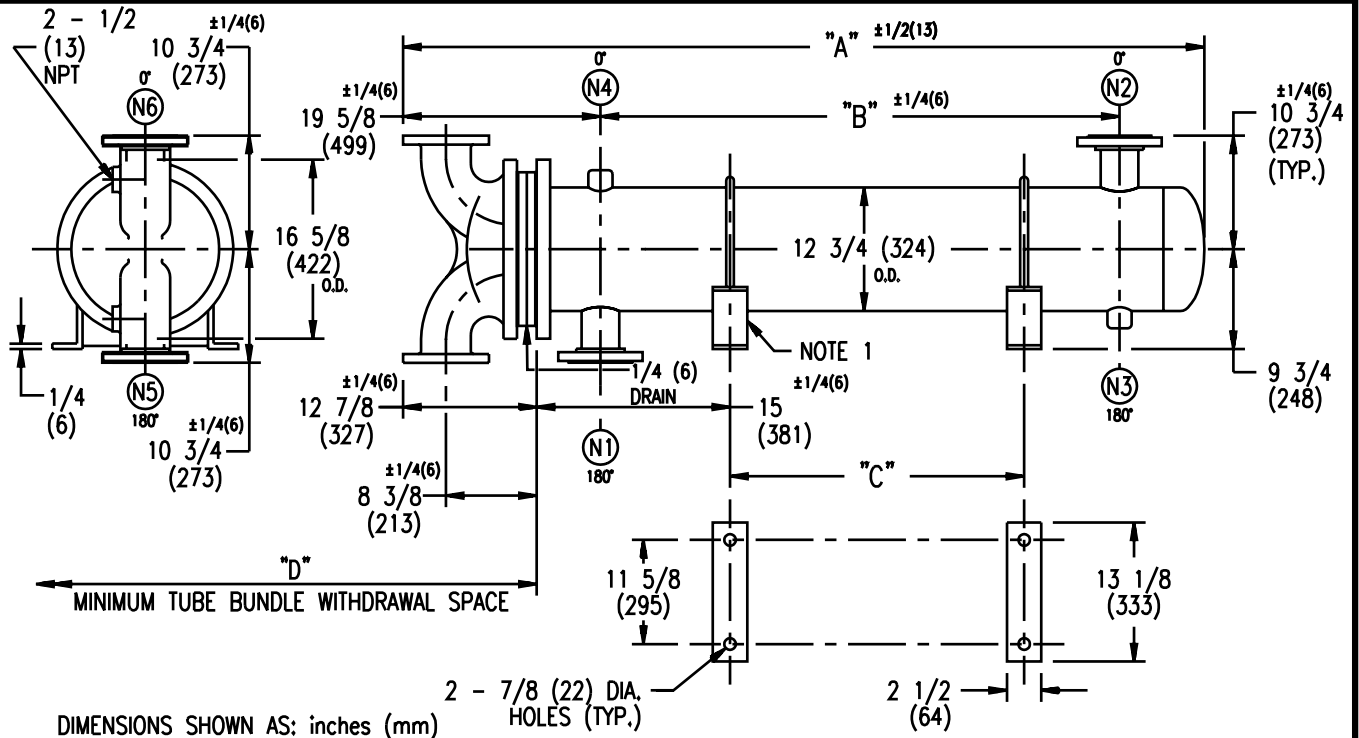 2 - 1/2
(13)
NPT
±1/4(6)
10 3/4
(273)
0°
N6
16 5/8
(422)
O.D.
1/4
(6)
N5
180°
±1/4(6)
10 3/4
(273)
"A" ±1/2(13)
±1/4(6)
19 5/8
(499)
0°
N4
"B" ±1/4(6)
0°
N2
±1/4(6)
10 3/4
(273)
(TYP.)
12 3/4 (324)
O.D.
NOTE 1
1/4 (6)
DRAIN
±1/4(6)
15
(381)
±1/4(6)
12 7/8
(327)
N1
180°
N3
180°
9 3/4
(248)
±1/4(6)
8 3/8
(213)
"C"
"D"
MINIMUM TUBE BUNDLE WITHDRAWAL SPACE
11 5/8
(295)
13 1/8
(333)
2 - 7/8 (22) DIA.
HOLES (TYP.)
2 1/2
(64)
DIMENSIONS SHOWN AS: inches (mm)